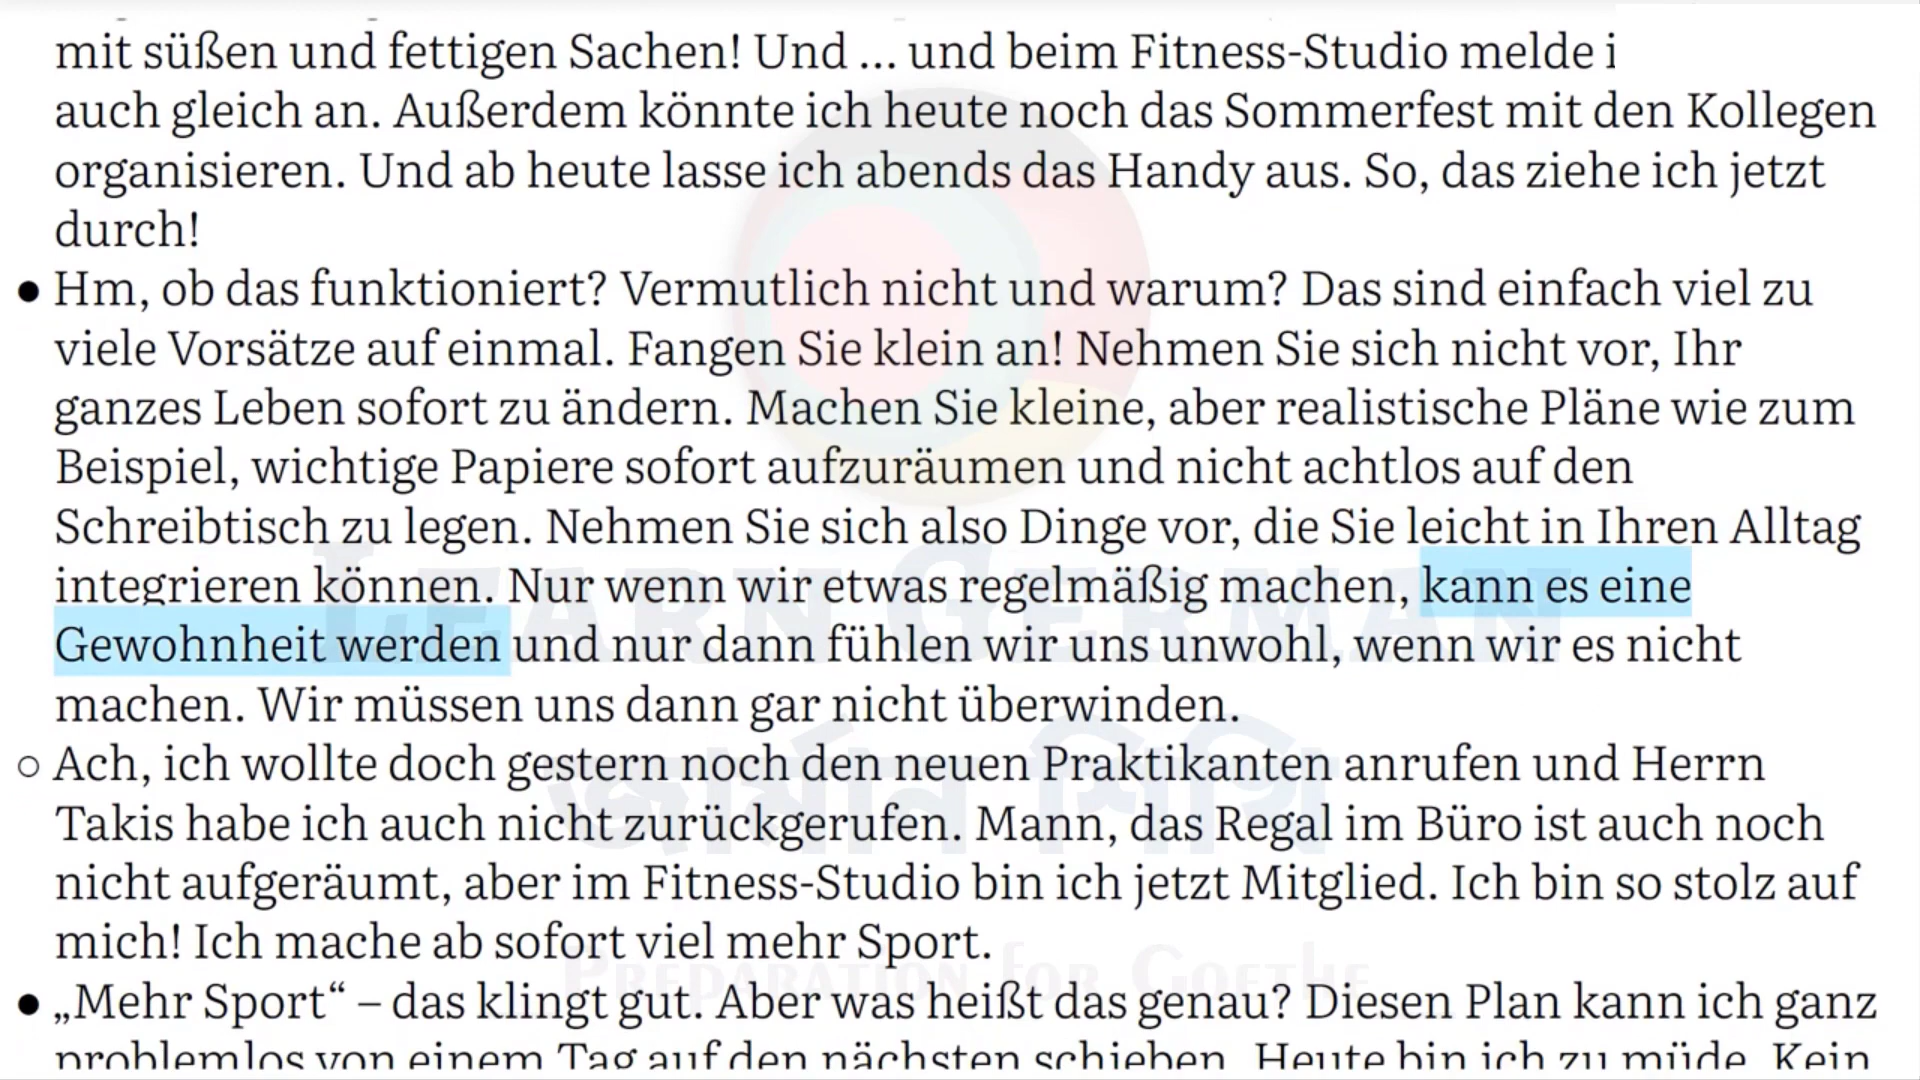 mit süßen und fettigen Sachen! Und … und beim Fitness-Studio melde i
auch gleich an. Außerdem könnte ich heute noch das Sommerfest mit den Kollegen
organisieren. Und ab heute lasse ich abends das Handy aus. So, das ziehe ich jetzt
durch!
● Hm, ob das funktioniert? Vermutlich nicht und warum? Das sind einfach viel zu
viele Vorsätze auf einmal. Fangen Sie klein an! Nehmen Sie sich nicht vor, Ihr
ganzes Leben sofort zu ändern. Machen Sie kleine, aber realistische Pläne wie zum
Beispiel, wichtige Papiere sofort aufzuräumen und nicht achtlos auf den
Schreibtisch zu legen. Nehmen Sie sich also Dinge vor, die Sie leicht in Ihren Alltag
integrieren können. Nur wenn wir etwas regelmäßig machen, kann es eine
Gewohnheit werden und nur dann fühlen wir uns unwohl, wenn wir es nicht
machen. Wir müssen uns dann gar nicht überwinden.
○ Ach, ich wollte doch gestern noch den neuen Praktikanten anrufen und Herrn
Takis habe ich auch nicht zurückgerufen. Mann, das Regal im Büro ist auch noch
nicht aufgeräumt, aber im Fitness-Studio bin ich jetzt Mitglied. Ich bin so stolz auf
mich! Ich mache ab sofort viel mehr Sport.
● „Mehr Sport“ – das klingt gut. Aber was heißt das genau? Diesen Plan kann ich ganz
problemlos von einem Tag auf den nächsten schieben. Heute bin ich zu müde. Kein
LEARN GERMAN
জার্মান শিখি
PREPARATION FOR GOETHE